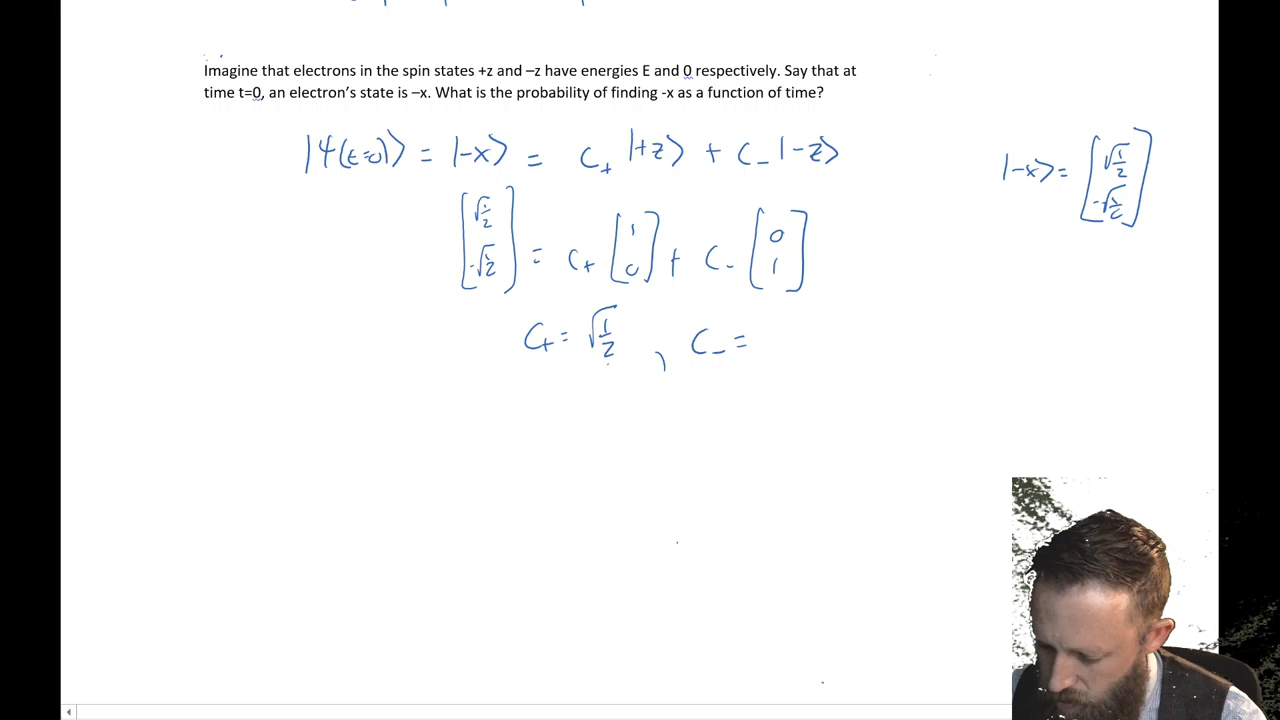 Imagine that electrons in the spin states +z and –z have energies E and 0 respectively. Say that at
time t=0, an electron's state is –x. What is the probability of finding -x as a function of time?
|Ψ(t=0)⟩ = |-x⟩ = C₊ |+z⟩ + C₋ |-z⟩
|-x⟩ = [√1/2 -√1/2]
[√1/2 -√1/2] = C₊ [1 0] + C₋ [0 1]
C₊ = √1/2 , C₋ =